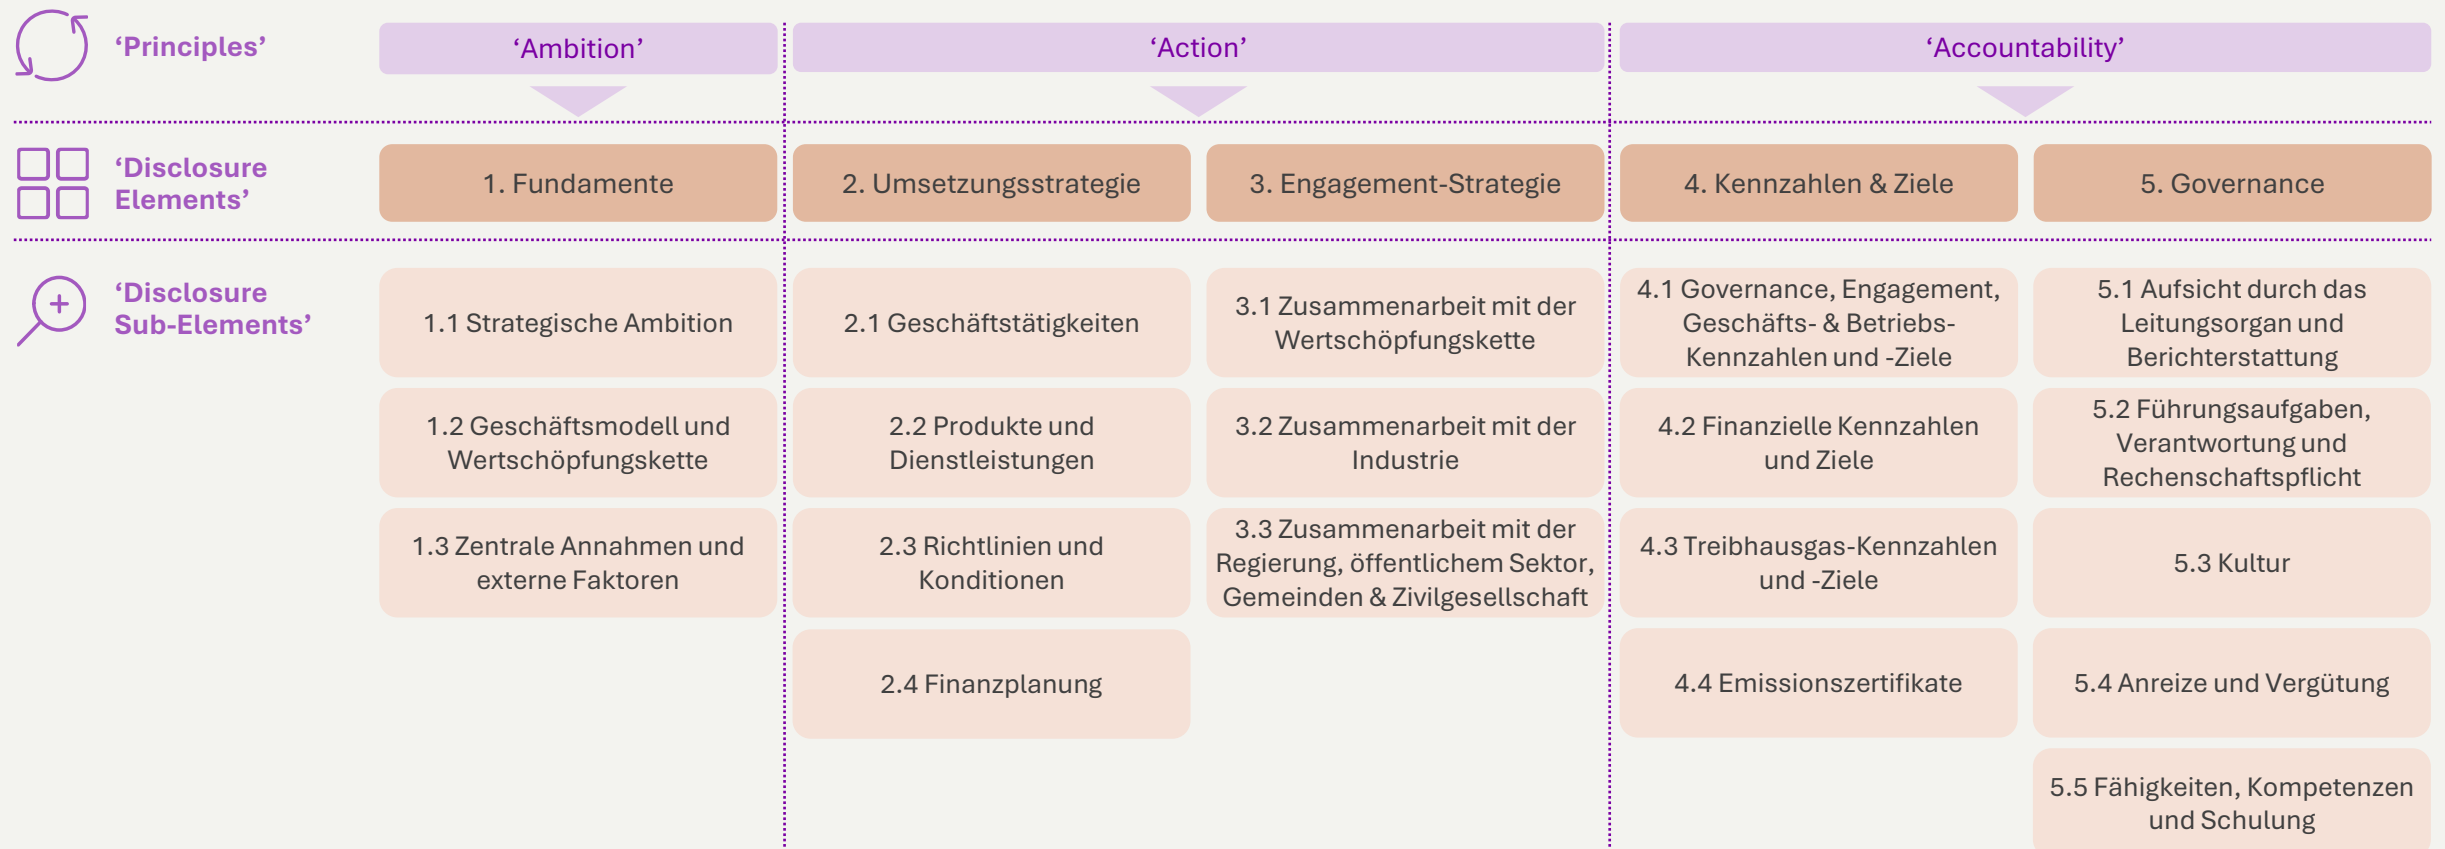 ‘Principles’
‘Ambition’
‘Action’
‘Accountability’
‘Disclosure
Elements’
1. Fundamente
2. Umsetzungsstrategie
3. Engagement-Strategie
4. Kennzahlen & Ziele
5. Governance
‘Disclosure
Sub-Elements’
1.1 Strategische Ambition
1.2 Geschäftsmodell und
Wertschöpfungskette
1.3 Zentrale Annahmen und
externe Faktoren
2.1 Geschäftstätigkeiten
2.2 Produkte und
Dienstleistungen
2.3 Richtlinien und
Konditionen
2.4 Finanzplanung
3.1 Zusammenarbeit mit der
Wertschöpfungskette
3.2 Zusammenarbeit mit der
Industrie
3.3 Zusammenarbeit mit der
Regierung, öffentlichem Sektor,
Gemeinden & Zivilgesellschaft
4.1 Governance, Engagement,
Geschäfts- & Betriebs-
Kennzahlen und -Ziele
4.2 Finanzielle Kennzahlen
und Ziele
4.3 Treibhausgas-Kennzahlen
und -Ziele
4.4 Emissionszertifikate
5.1 Aufsicht durch das
Leitungsorgan und
Berichterstattung
5.2 Führungsaufgaben,
Verantwortung und
Rechenschaftspflicht
5.3 Kultur
5.4 Anreize und Vergütung
5.5 Fähigkeiten, Kompetenzen
und Schulung